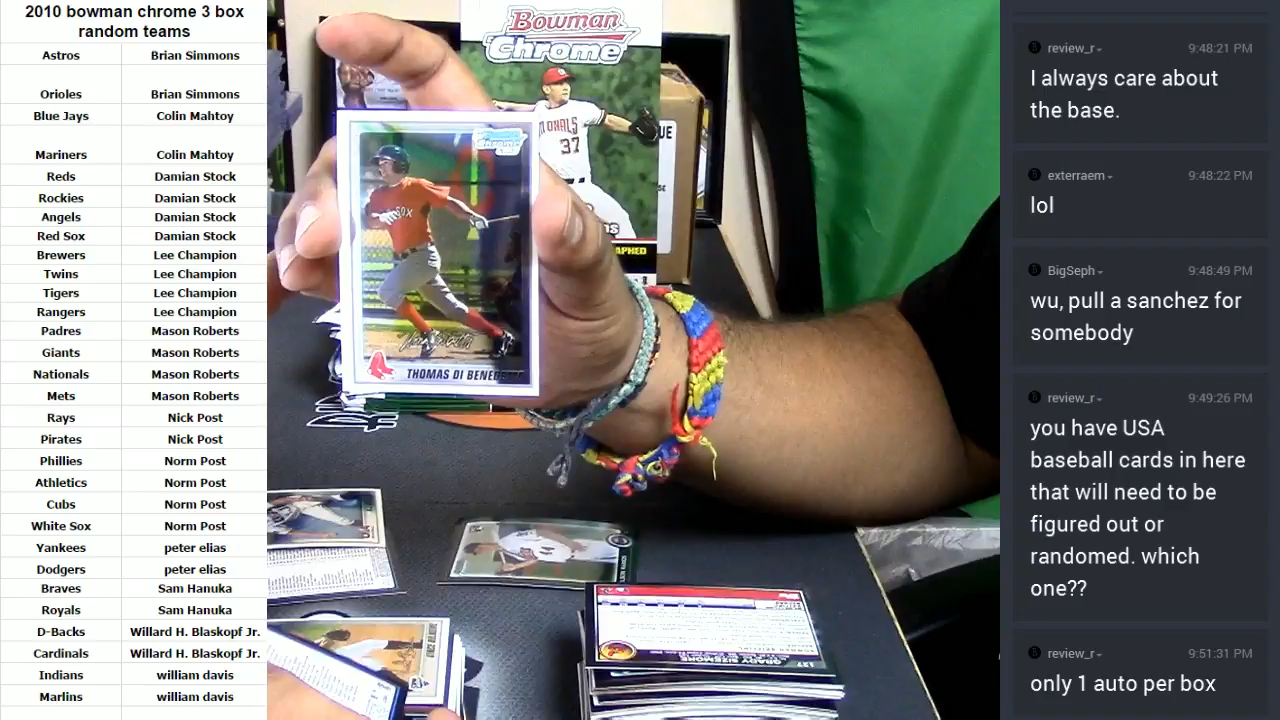 2010 bowman chrome 3 box
random teams
Astros Brian Simmons
Orioles Brian Simmons
Blue Jays Colin Mahtoy
Mariners Colin Mahtoy
Reds Damian Stock
Rockies Damian Stock
Angels Damian Stock
Red Sox Damian Stock
Brewers Lee Champion
Twins Lee Champion
Tigers Lee Champion
Rangers Lee Champion
Padres Mason Roberts
Giants Mason Roberts
Nationals Mason Roberts
Mets Mason Roberts
Rays Nick Post
Pirates Nick Post
Phillies Norm Post
Athletics Norm Post
Cubs Norm Post
White Sox Norm Post
Yankees peter elias
Dodgers peter elias
Braves Sam Hanuka
Royals Sam Hanuka
D-Backs Willard H. Blaskopf Jr.
Cardinals Willard H. Blaskopf Jr.
Indians william davis
Marlins william davis
Bowman
Chrome
37
THOMAS DI
GRADY SIZEMORE
137
review_r 9:48:21 PM
I always care about
the base.
exterraem 9:48:22 PM
lol
BigSeph 9:48:49 PM
wu, pull a sanchez for
somebody
review_r 9:49:26 PM
you have USA
baseball cards in here
that will need to be
figured out or
randomed. which
one??
review_r 9:51:31 PM
only 1 auto per box